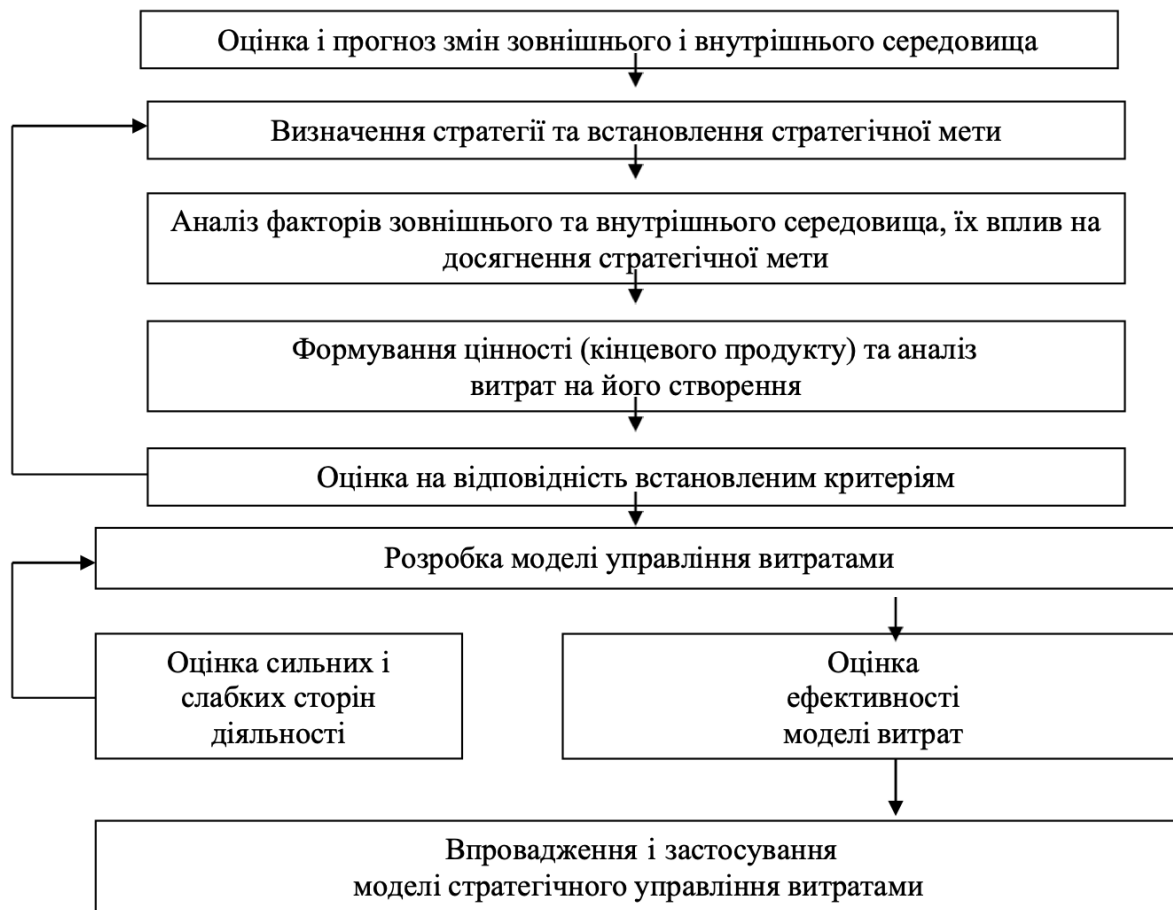 Оцінка і прогноз змін зовнішнього і внутрішнього середовища
Визначення стратегії та встановлення стратегічної мети
Аналіз факторів зовнішнього та внутрішнього середовища, їх вплив на
досягнення стратегічної мети
Формування цінності (кінцевого продукту) та аналіз
витрат на його створення
Оцінка на відповідність встановленим критеріям
Розробка моделі управління витратами
Оцінка сильних і
слабких сторін
діяльності
Оцінка
ефективності
моделі витрат
Впровадження і застосування
моделі стратегічного управління витратами